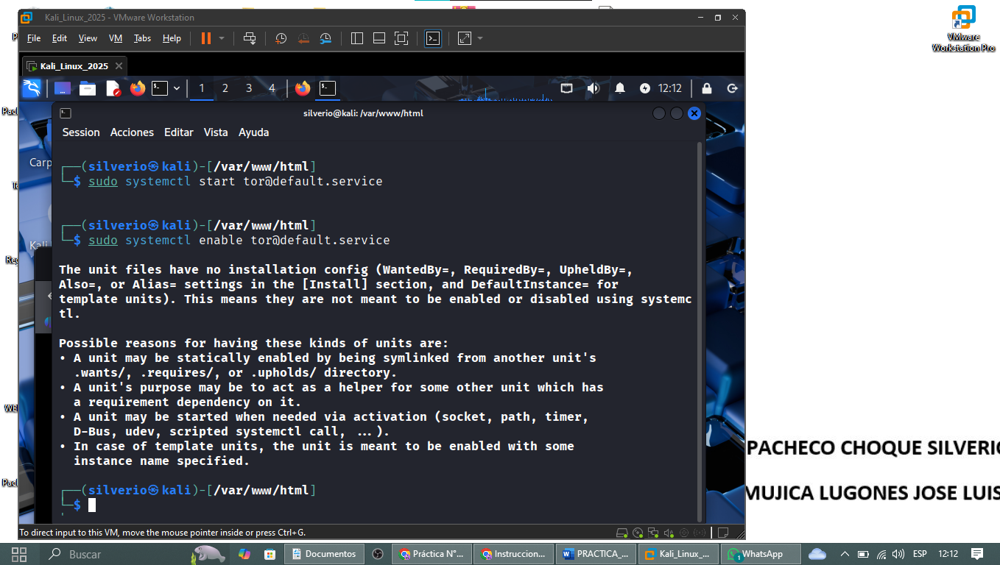 Kali_Linux_2025 - VMware Workstation
File Edit View VM Tabs Help
Kali_Linux_2025
1 2 3 4 12:12
silverio@kali: /var/www/html
Session Acciones Editar Vista Ayuda
┌──(silverio㉿kali)-[/var/www/html]
└─$ sudo systemctl start tor@default.service
┌──(silverio㉿kali)-[/var/www/html]
└─$ sudo systemctl enable tor@default.service
The unit files have no installation config (WantedBy=, RequiredBy=, UpheldBy=,
Also=, or Alias= settings in the [Install] section, and DefaultInstance= for
template units). This means they are not meant to be enabled or disabled using systemc
tl.
Possible reasons for having these kinds of units are:
• A unit may be statically enabled by being symlinked from another unit's
.wants/, .requires/, or .upholds/ directory.
• A unit's purpose may be to act as a helper for some other unit which has
a requirement dependency on it.
• A unit may be started when needed via activation (socket, path, timer,
D-Bus, udev, scripted systemctl call, ...).
• In case of template units, the unit is meant to be enabled with some
instance name specified.
┌──(silverio㉿kali)-[/var/www/html]
└─$
To direct input to this VM, move the mouse pointer inside or press Ctrl+G.
VMware
Workstation Pro
PACHECO CHOQUE SILVERIO
MUJICA LUGONES JOSE LUIS
Carp
Kali
Buscar
Documentos
Práctica N°...
Instruccion...
PRACTICA_...
Kali_Linux_...
WhatsApp
1
ESP
12:12